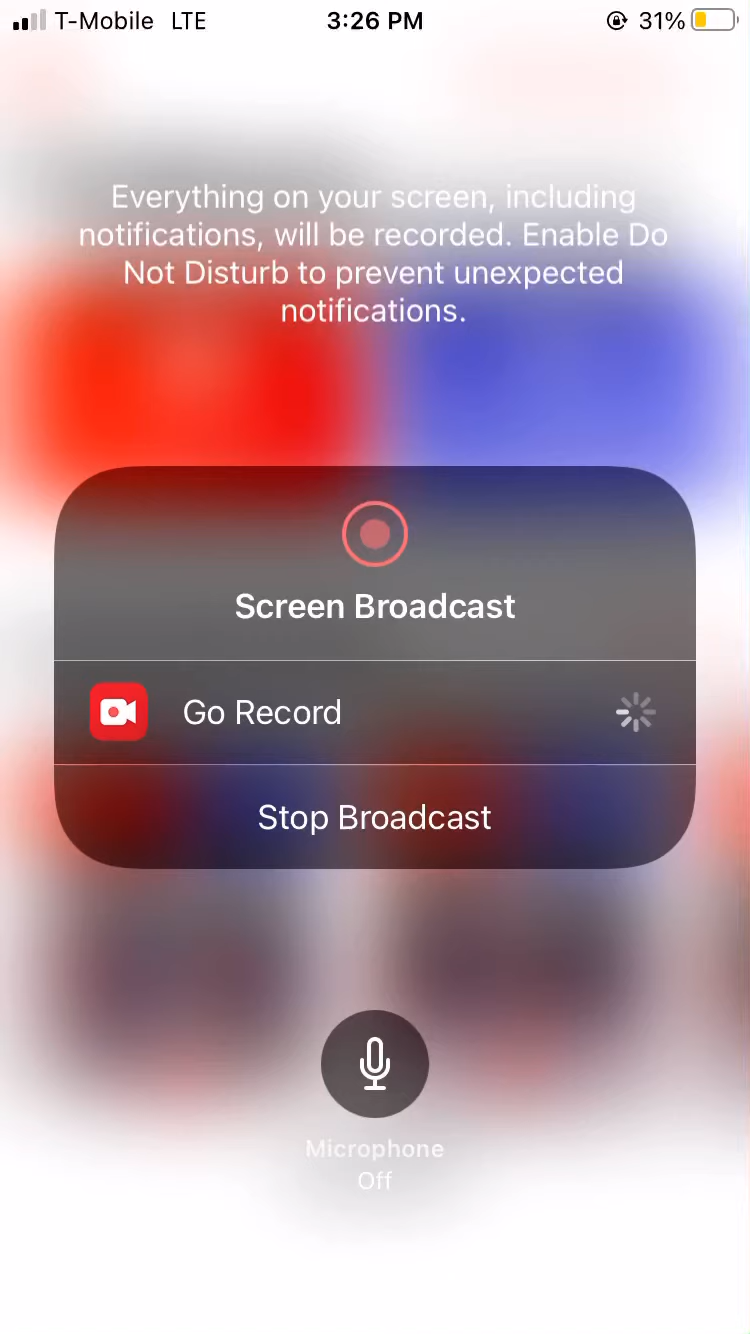 T-Mobile LTE 3:26 PM 31%
Everything on your screen, including
notifications, will be recorded. Enable Do
Not Disturb to prevent unexpected
notifications.
Screen Broadcast
Go Record
Stop Broadcast
Microphone
Off